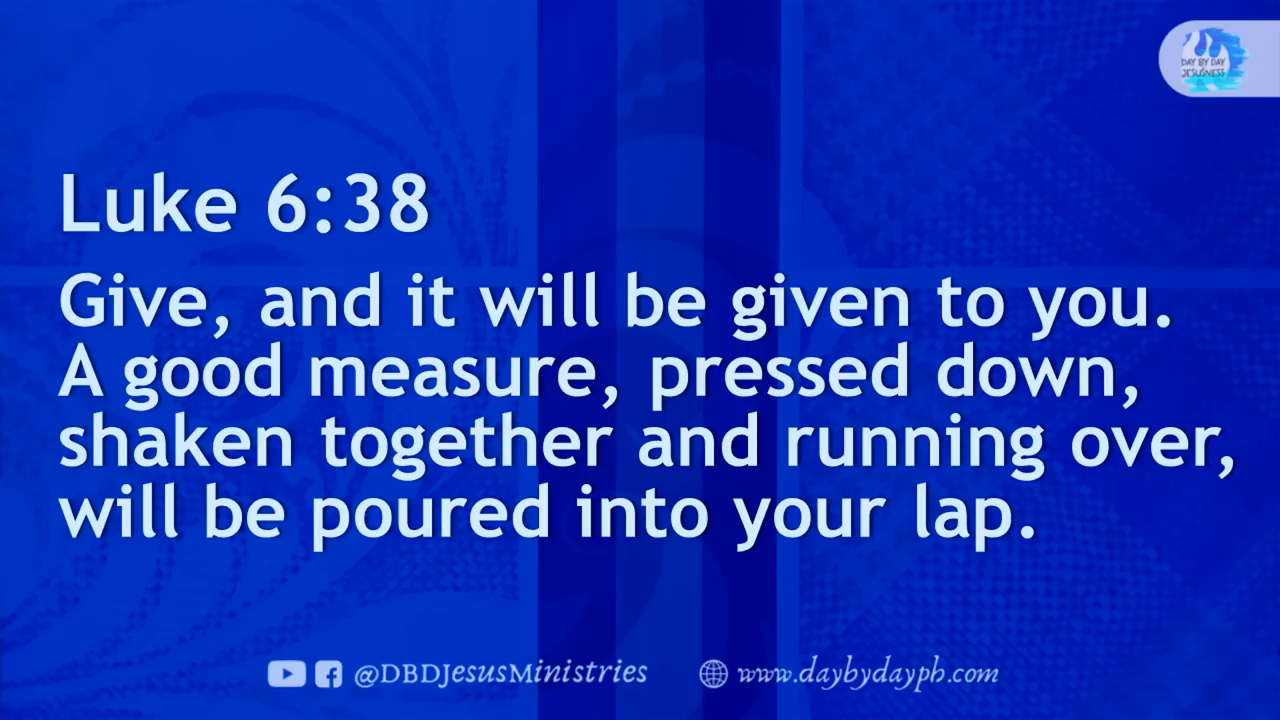 DAY BY DAY
JESUSNESS
Luke 6:38
Give, and it will be given to you.
A good measure, pressed down,
shaken together and running over,
will be poured into your lap.
@DBDJesusMinistries www.daybydayph.com